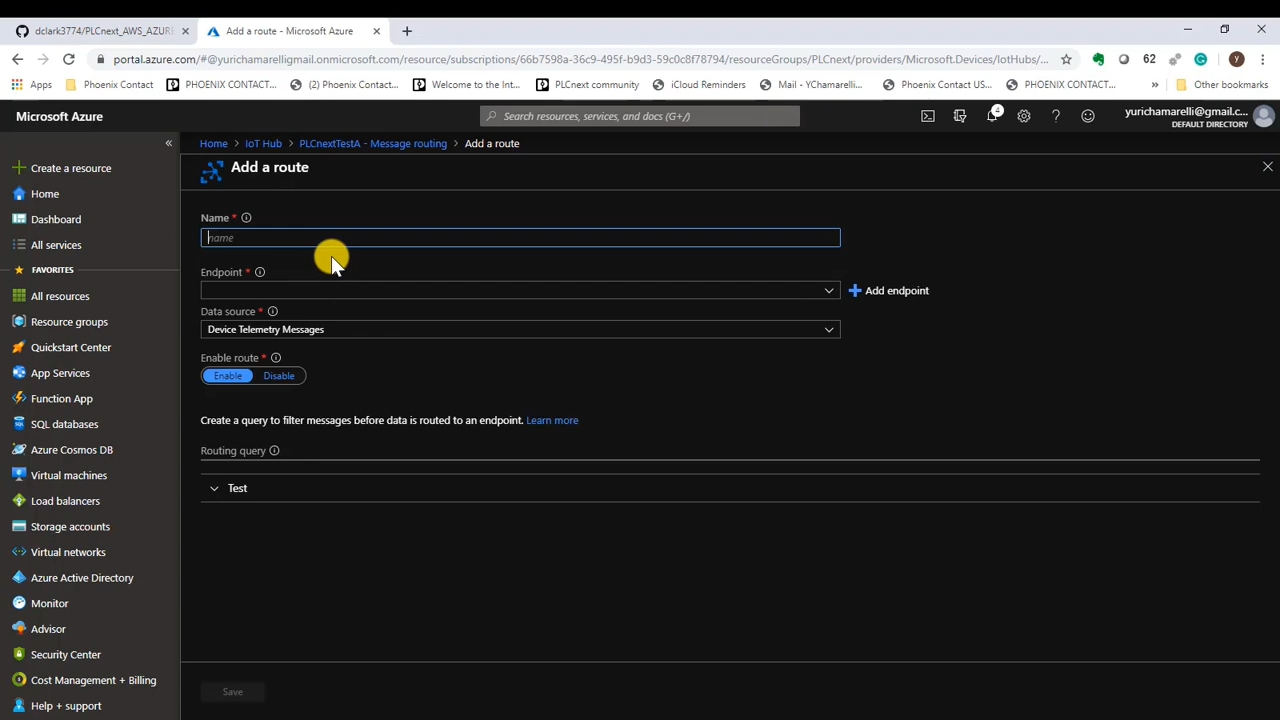 dclark3774/PLCnext_AWS_AZURE
Add a route - Microsoft Azure
portal.azure.com/#@yurichamarelligmail.onmicrosoft.com/resource/subscriptions/66b7598a-36c9-495f-b9d3-59c0c8f78794/resourceGroups/PLCnext/providers/Microsoft.Devices/IotHubs/...
62
y
Apps
Phoenix Contact
PHOENIX CONTACT...
(2) Phoenix Contact...
Welcome to the Int...
PLCnext community
iCloud Reminders
Mail - YChamarelli...
Phoenix Contact US...
PHOENIX CONTACT...
»
Other bookmarks
Microsoft Azure
Search resources, services, and docs (G+/)
4
yurichamarelli@gmail.c...
DEFAULT DIRECTORY
«
Home > IoT Hub > PLCnextTestA - Message routing > Add a route
Add a route
Create a resource
Home
Dashboard
All services
FAVORITES
All resources
Resource groups
Quickstart Center
App Services
Function App
SQL databases
Azure Cosmos DB
Virtual machines
Load balancers
Storage accounts
Virtual networks
Azure Active Directory
Monitor
Advisor
Security Center
Cost Management + Billing
Help + support
Name *
name
Endpoint *
Add endpoint
Data source *
Device Telemetry Messages
Enable route *
Enable Disable
Create a query to filter messages before data is routed to an endpoint. Learn more
Routing query
Test
Save